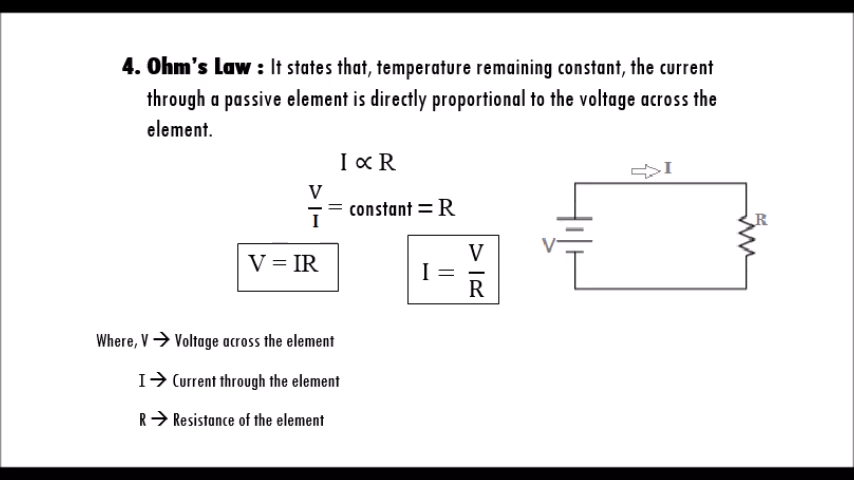 4. Ohm's Law : It states that, temperature remaining constant, the current
through a passive element is directly proportional to the voltage across the
element.
I ∝ R
V
I
= constant = R
V = IR
I = V
R
I
V
R
Where, V → Voltage across the element
I → Current through the element
R → Resistance of the element